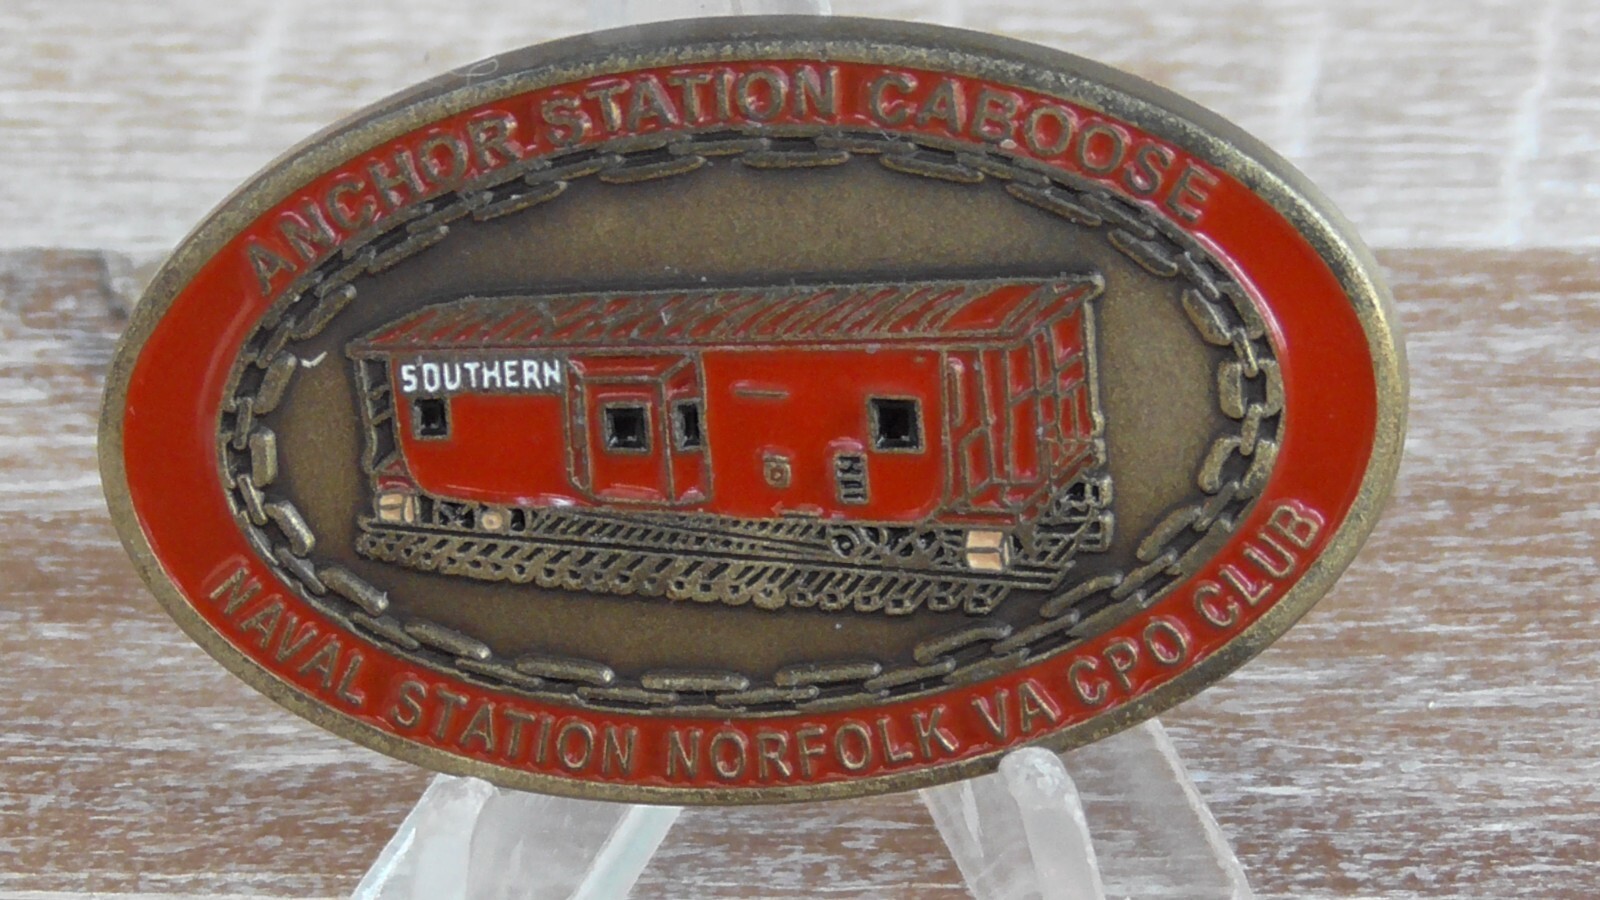 ANCHOR STATION CABOOSE
SOUTHERN
NAVAL STATION NORFOLK VA CPO CLUB